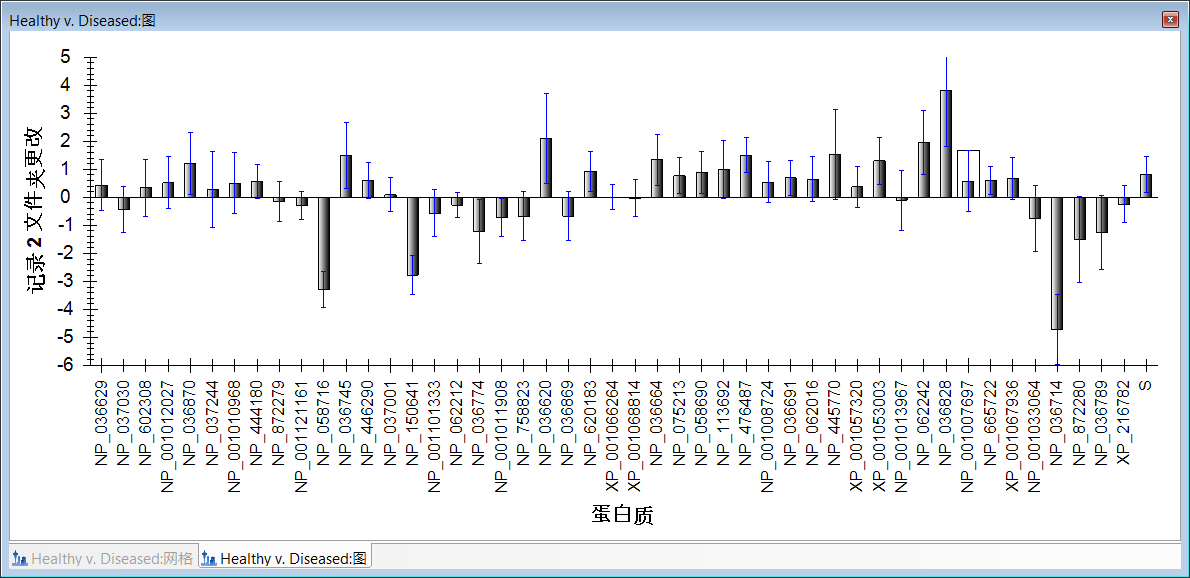 Healthy v. Diseased:图
x
5
4
3
2
1
0
-1
-2
-3
-4
-5
-6
记录 2 文件夹更改
NP_036629
NP_037030
NP_602308
NP_001012027
NP_036870
NP_037244
NP_001010968
NP_444180
NP_872279
NP_001121161
NP_058716
NP_036745
NP_446290
NP_037001
NP_150641
NP_001101333
NP_062212
NP_036774
NP_001011908
NP_758823
NP_036620
NP_036869
NP_620183
XP_001066264
XP_001068814
NP_036664
NP_075213
NP_058690
NP_113692
NP_476487
NP_001008724
NP_036691
NP_062016
NP_445770
XP_001057320
XP_001053003
NP_001013967
NP_062242
NP_036828
NP_001007697
NP_665722
XP_001067936
NP_001033064
NP_036714
NP_872280
NP_036789
XP_216782
S
蛋白质
Healthy v. Diseased:网格
Healthy v. Diseased:图